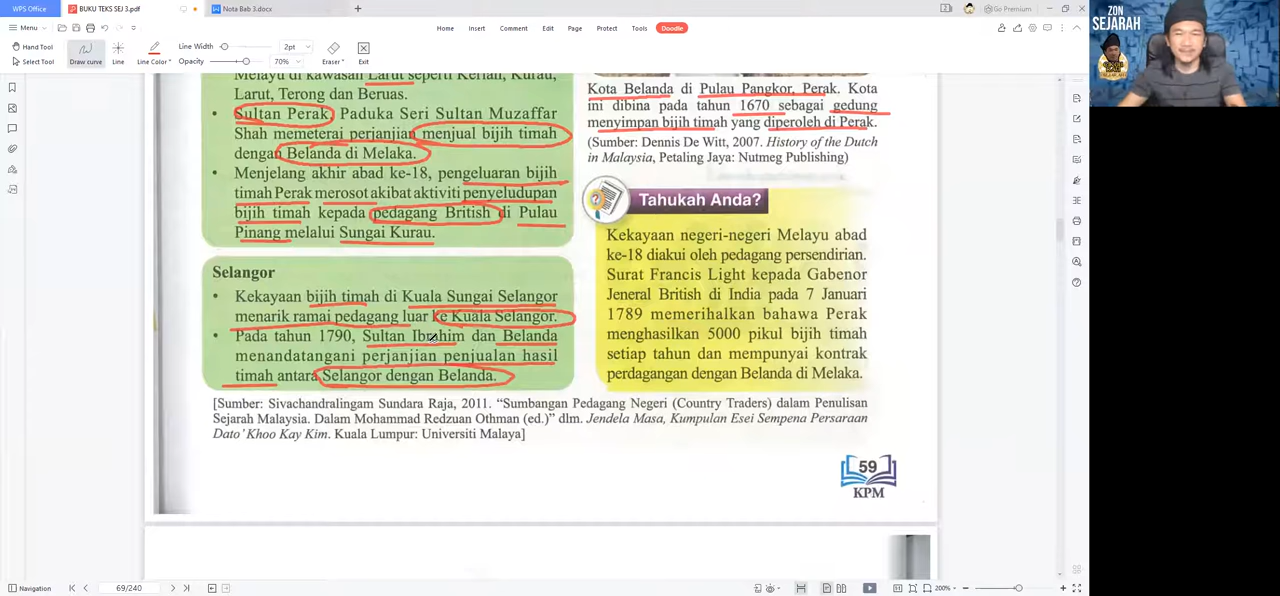 WPS Office
BUKU TEKS SEJ 3.pdf
Nota Bab 3.docx
+
Go Premium
Menu
Home
Insert
Comment
Edit
Page
Protect
Tools
Doodle
Hand Tool
Select Tool
Draw curve
Line
Line Color
Line Width
2pt
Opacity
70%
Eraser
Exit
Melayu di kawasan Larut seperti Kerian, Kurau,
Larut, Terong dan Beruas.
• Sultan Perak, Paduka Seri Sultan Muzaffar
Shah memeterai perjanjian menjual bijih timah
dengan Belanda di Melaka.
• Menjelang akhir abad ke-18, pengeluaran bijih
timah Perak merosot akibat aktiviti penyeludupan
bijih timah kepada pedagang British di Pulau
Pinang melalui Sungai Kurau.
Selangor
• Kekayaan bijih timah di Kuala Sungai Selangor
menarik ramai pedagang luar ke Kuala Selangor.
• Pada tahun 1790, Sultan Ibrahim dan Belanda
menandatangani perjanjian penjualan hasil
timah antara Selangor dengan Belanda.
Kota Belanda di Pulau Pangkor, Perak. Kota
ini dibina pada tahun 1670 sebagai gedung
menyimpan bijih timah yang diperoleh di Perak.
(Sumber: Dennis De Witt, 2007. History of the Dutch
in Malaysia, Petaling Jaya: Nutmeg Publishing)
Tahukah Anda?
Kekayaan negeri-negeri Melayu abad
ke-18 diakui oleh pedagang persendirian.
Surat Francis Light kepada Gabenor
Jeneral British di India pada 7 Januari
1789 memerihalkan bahawa Perak
menghasilkan 5000 pikul bijih timah
setiap tahun dan mempunyai kontrak
perdagangan dengan Belanda di Melaka.
[Sumber: Sivachandralingam Sundara Raja, 2011. “Sumbangan Pedagang Negeri (Country Traders) dalam Penulisan
Sejarah Malaysia. Dalam Mohammad Redzuan Othman (ed.)” dlm. Jendela Masa, Kumpulan Esei Sempena Persaraan
Dato’ Khoo Kay Kim. Kuala Lumpur: Universiti Malaya]
59
KPM
Navigation
69/240
200%
ZON
SEJARAH